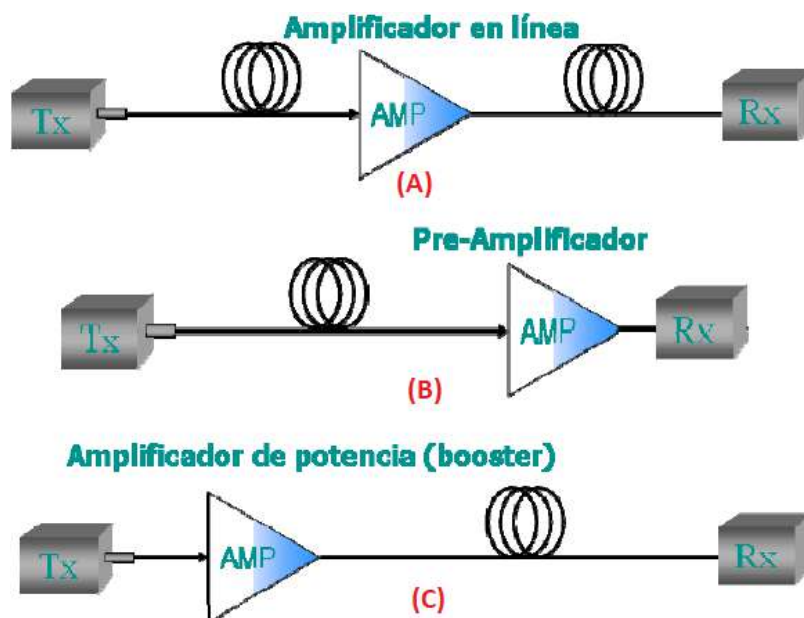 Amplificador en línea
Tx AMP Rx
(A)
Pre-Amplificador
Tx AMP Rx
(B)
Amplificador de potencia (booster)
Tx AMP Rx
(C)